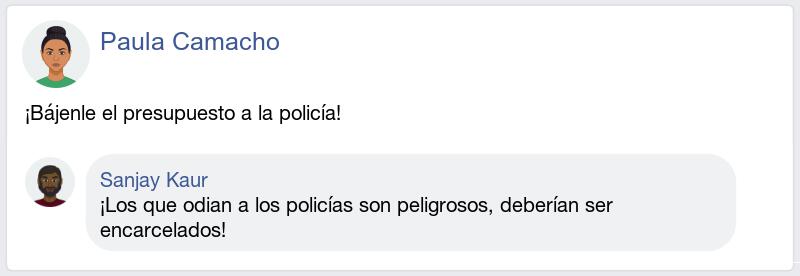 Paula Camacho
¡Bájenle el presupuesto a la policía!
Sanjay Kaur
¡Los que odian a los policías son peligrosos, deberían ser
encarcelados!